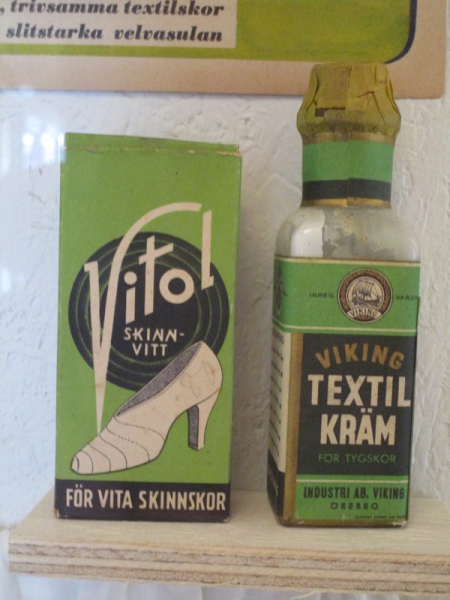 , trivsamma textilskor
slitstarka velvasulan
Vitol
SKINN-
VITT
FÖR VITA SKINNSKOR
INREG. VARUM
VIKING
VIKING
TEXTIL
KRÄM
FÖR TYGSKOR
INDUSTRI AB. VIKING
ÖREBRO